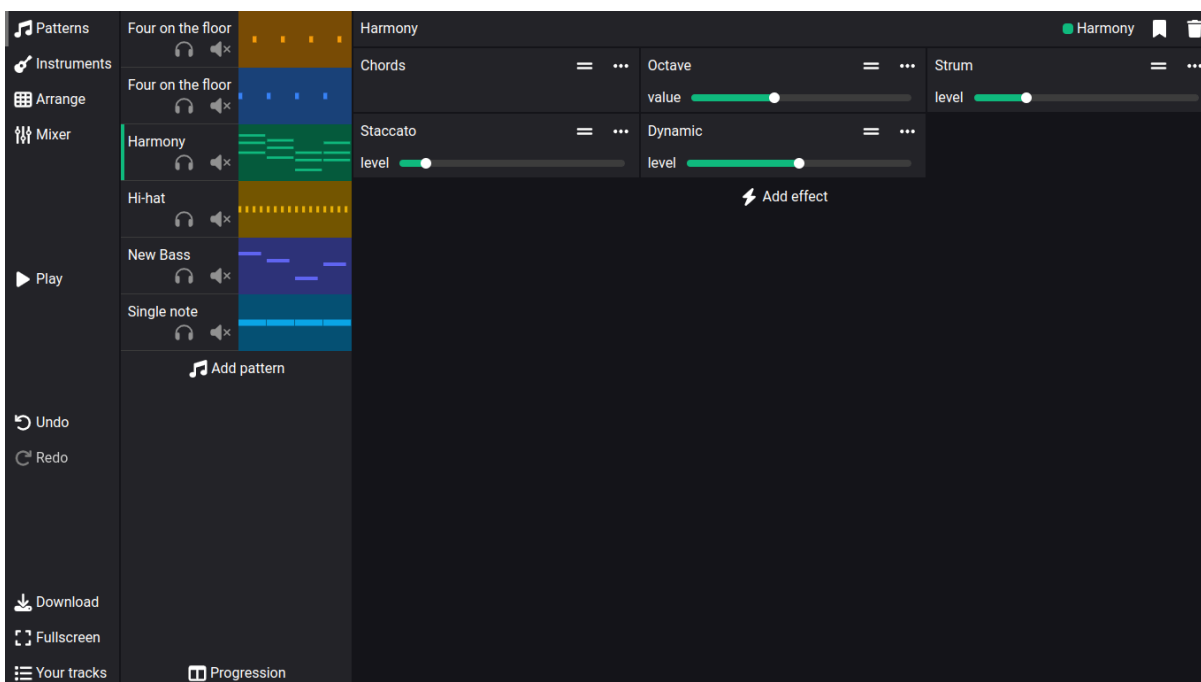 Patterns
Instruments
Arrange
Mixer
Play
Undo
Redo
Download
Fullscreen
Your tracks
Four on the floor
Four on the floor
Harmony
Hi-hat
New Bass
Single note
Add pattern
Progression
Harmony
Harmony
Chords
Octave
value
Strum
level
Staccato
level
Dynamic
level
Add effect